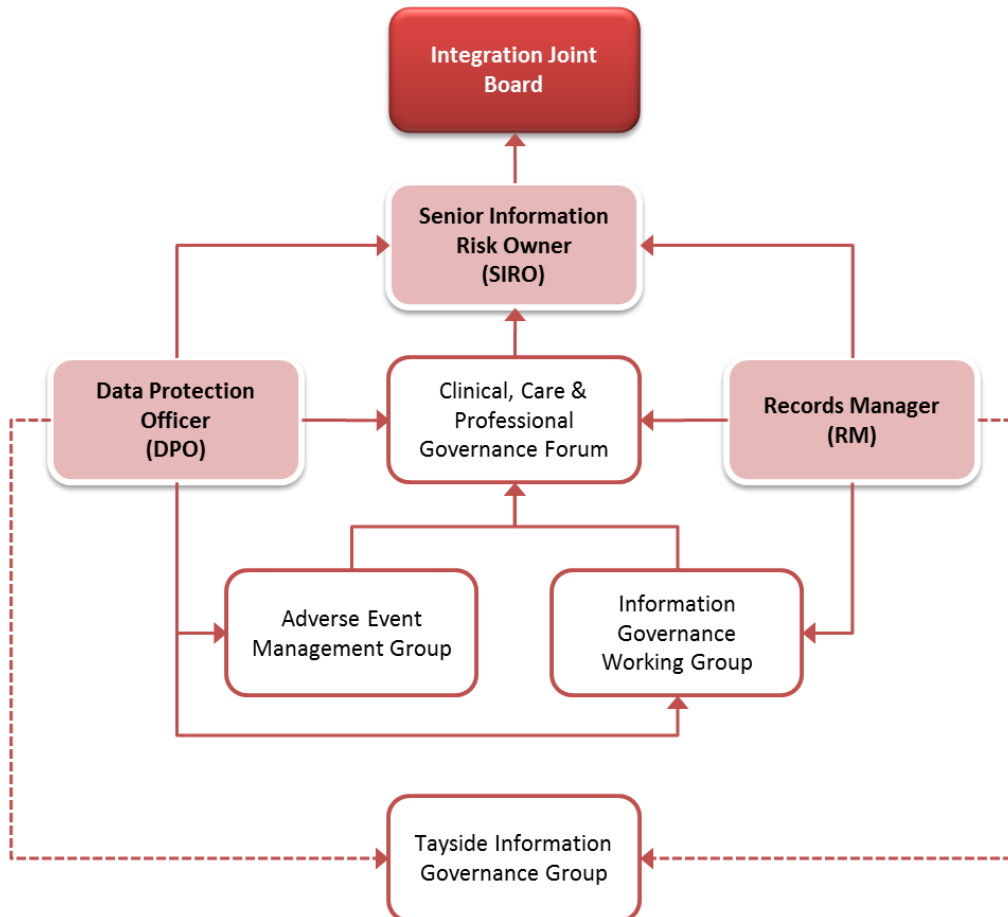 Integration Joint
Board
Senior Information
Risk Owner
(SIRO)
Data Protection
Officer
(DPO)
Clinical, Care &
Professional
Governance Forum
Records Manager
(RM)
Adverse Event
Management Group
Information
Governance
Working Group
Tayside Information
Governance Group